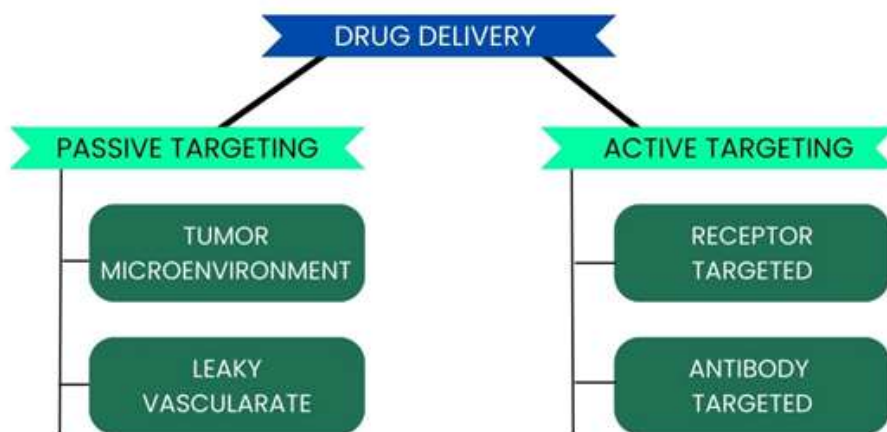 DRUG DELIVERY
PASSIVE TARGETING
TUMOR
MICROENVIRONMENT
LEAKY
VASCULARATE
ACTIVE TARGETING
RECEPTOR
TARGETED
ANTIBODY
TARGETED